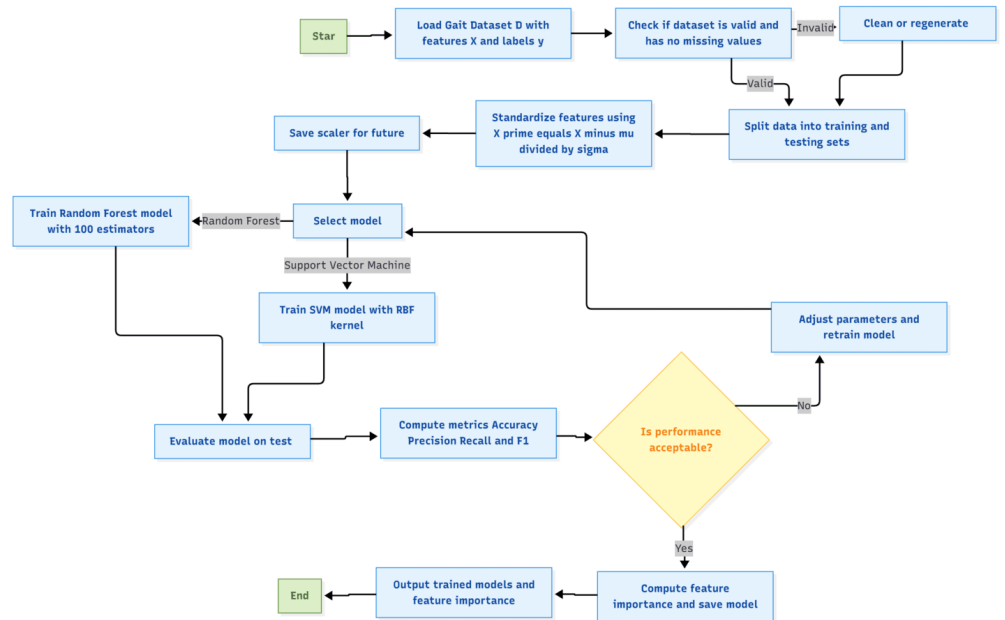 Star
Load Gait Dataset D with
features X and labels y
Check if dataset is valid and
has no missing values
Invalid
Clean or regenerate
Valid
Split data into training and
testing sets
Standardize features using
X prime equals X minus mu
divided by sigma
Save scaler for future
Select model
Random Forest
Train Random Forest model
with 100 estimators
Support Vector Machine
Train SVM model with RBF
kernel
Adjust parameters and
retrain model
Evaluate model on test
Compute metrics Accuracy
Precision Recall and F1
Is performance
acceptable?
No
Yes
Compute feature
importance and save model
Output trained models and
feature importance
End